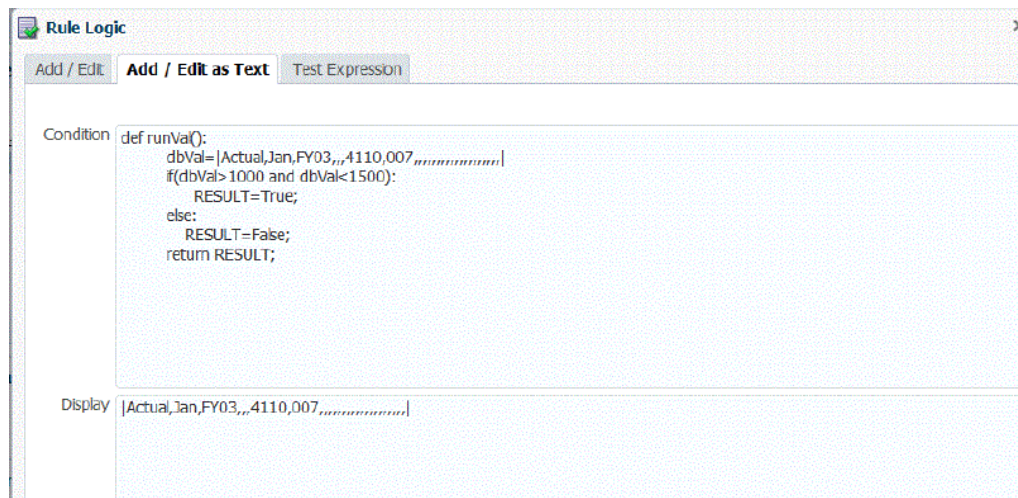 Rule Logic
Add / Edit Add / Edit as Text Test Expression
Condition
def runVal():
dbVal=|Actual,Jan,FY03,,,4110,007,,,,,,,,,,,,,,,,,,,|
if(dbVal>1000 and dbVal<1500):
RESULT=True;
else:
RESULT=False;
return RESULT;
Display
|Actual,Jan,FY03,,,4110,007,,,,,,,,,,,,,,,,,,,|